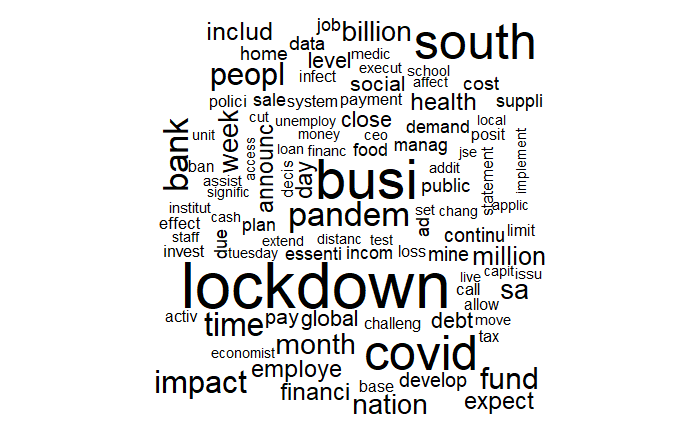 job
includ
billion
south
data
home
level
medic
peopl
infect
execut
school
social
affect
cost
polici
sale
system
payment
health
suppli
cut
unemploy
close
demand
local
posit
bank
unit
week
access
announc
money
ceo
loan
financ
food
manag
jse
ban
assist
signific
decis
day
busi
addit
public
statement
implement
institut
effect
cash
plan
pandem
ad
set
chang
applic
staff
due
extend
distanc
test
continu
limit
invest
tuesday
essenti
incom
loss
mine
million
lockdown
live
capit
issu
call
sa
allow
activ
time
pay
global
challeng
debt
move
tax
economist
month
covid
employe
impact
financi
base
develop
fund
nation
expect